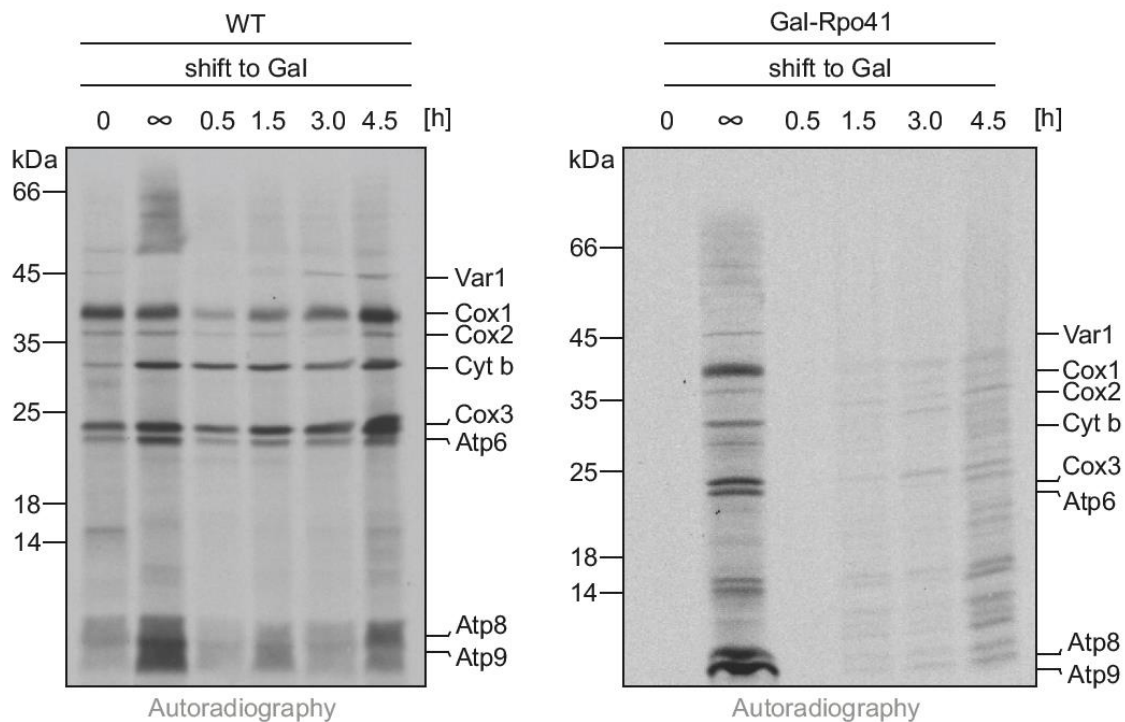 WT
shift to Gal
0 ∞ 0.5 1.5 3.0 4.5 [h]
kDa
66
45
35
25
18
14
Var1
Cox1
Cox2
Cyt b
Cox3
Atp6
Atp8
Atp9
Autoradiography
Gal-Rpo41
shift to Gal
0 ∞ 0.5 1.5 3.0 4.5 [h]
kDa
66
45
35
25
18
14
Var1
Cox1
Cox2
Cyt b
Cox3
Atp6
Atp8
Atp9
Autoradiography